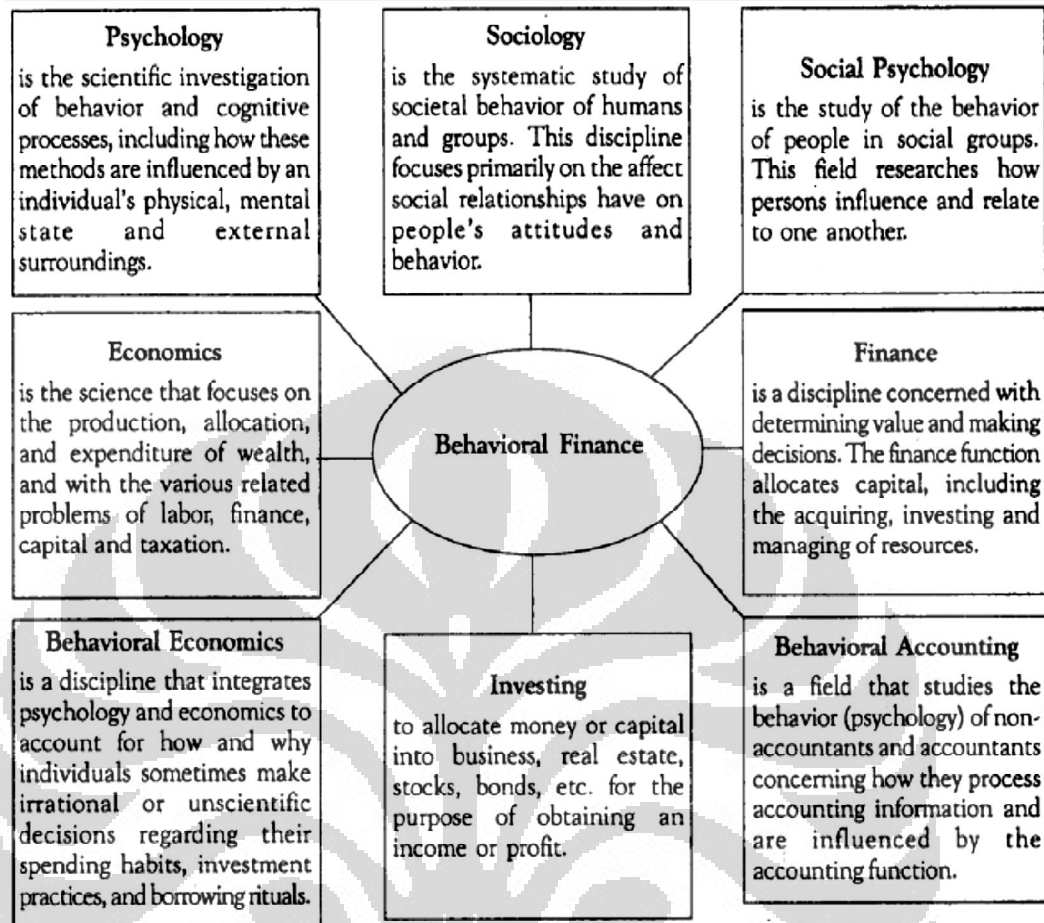 Psychology
is the scientific investigation
of behavior and cognitive
processes, including how these
methods are influenced by an
individual's physical, mental
state and external
surroundings.
Sociology
is the systematic study of
societal behavior of humans
and groups. This discipline
focuses primarily on the affect
social relationships have on
people's attitudes and
behavior.
Social Psychology
is the study of the behavior
of people in social groups.
This field researches how
persons influence and relate
to one another.
Economics
is the science that focuses on
the production, allocation,
and expenditure of wealth,
and with the various related
problems of labor, finance,
capital and taxation.
Behavioral Finance
Finance
is a discipline concerned with
determining value and making
decisions. The finance function
allocates capital, including
the acquiring, investing and
managing of resources.
Behavioral Economics
is a discipline that integrates
psychology and economics to
account for how and why
individuals sometimes make
irrational or unscientific
decisions regarding their
spending habits, investment
practices, and borrowing rituals.
Investing
to allocate money or capital
into business, real estate,
stocks, bonds, etc. for the
purpose of obtaining an
income or profit.
Behavioral Accounting
is a field that studies the
behavior (psychology) of non-
accountants and accountants
concerning how they process
accounting information and
are influenced by the
accounting function.